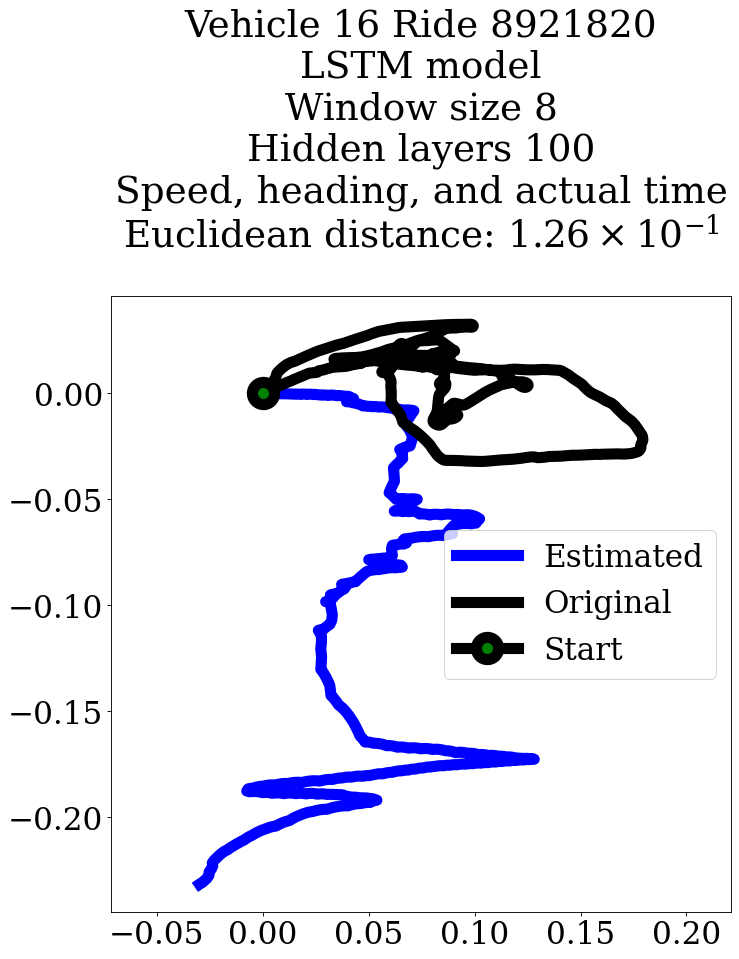 Vehicle 16 Ride 8921820
LSTM model
Window size 8
Hidden layers 100
Speed, heading, and actual time
Euclidean distance: 1.26 × 10⁻¹
0.00
−0.05
−0.10
−0.15
−0.20
Estimated
Original
Start
−0.05 0.00 0.05 0.10 0.15 0.20